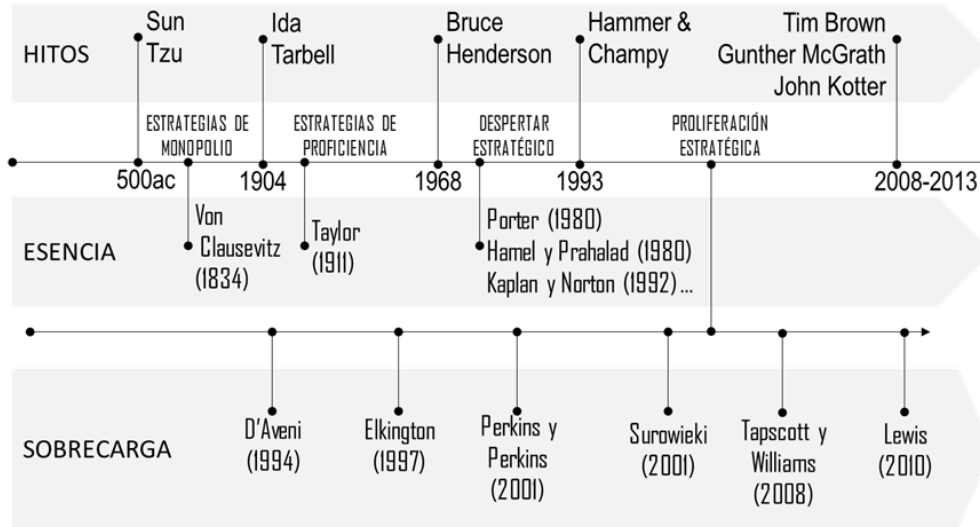 HITOS
Sun
Tzu
Ida
Tarbell
Bruce
Henderson
Hammer &
Champy
Tim Brown
Gunther McGrath
John Kotter
ESTRATEGIAS DE
MONOPOLIO
ESTRATEGIAS DE
PROFICIENCIA
DESPERTAR
ESTRATÉGICO
PROLIFERACIÓN
ESTRATÉGICA
500ac
1904
1968
1993
2008-2013
ESENCIA
Von
Clausevitz
(1834)
Taylor
(1911)
Porter (1980)
Hamel y Prahalad (1980)
Kaplan y Norton (1992)...
SOBRECARGA
D'Aveni
(1994)
Elkington
(1997)
Perkins y
Perkins
(2001)
Surowieki
(2001)
Tapscott y
Williams
(2008)
Lewis
(2010)